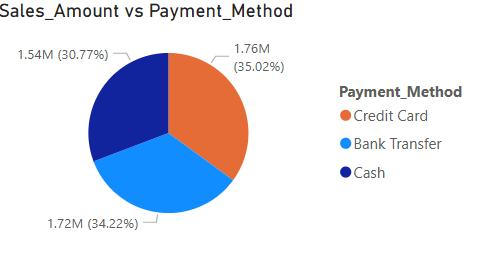 Sales_Amount vs Payment_Method
1.54M (30.77%)
1.76M
(35.02%)
Payment_Method
Credit Card
Bank Transfer
Cash
1.72M (34.22%)